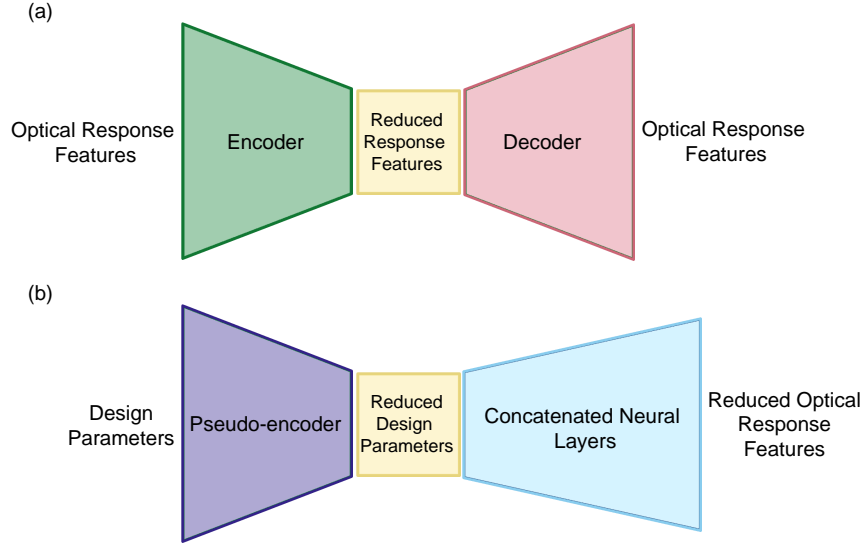 (a)
Optical Response
Features
Encoder
Reduced
Response
Features
Decoder
Optical Response
Features
(b)
Design
Parameters
Pseudo-encoder
Reduced
Design
Parameters
Concatenated Neural
Layers
Reduced Optical
Response
Features